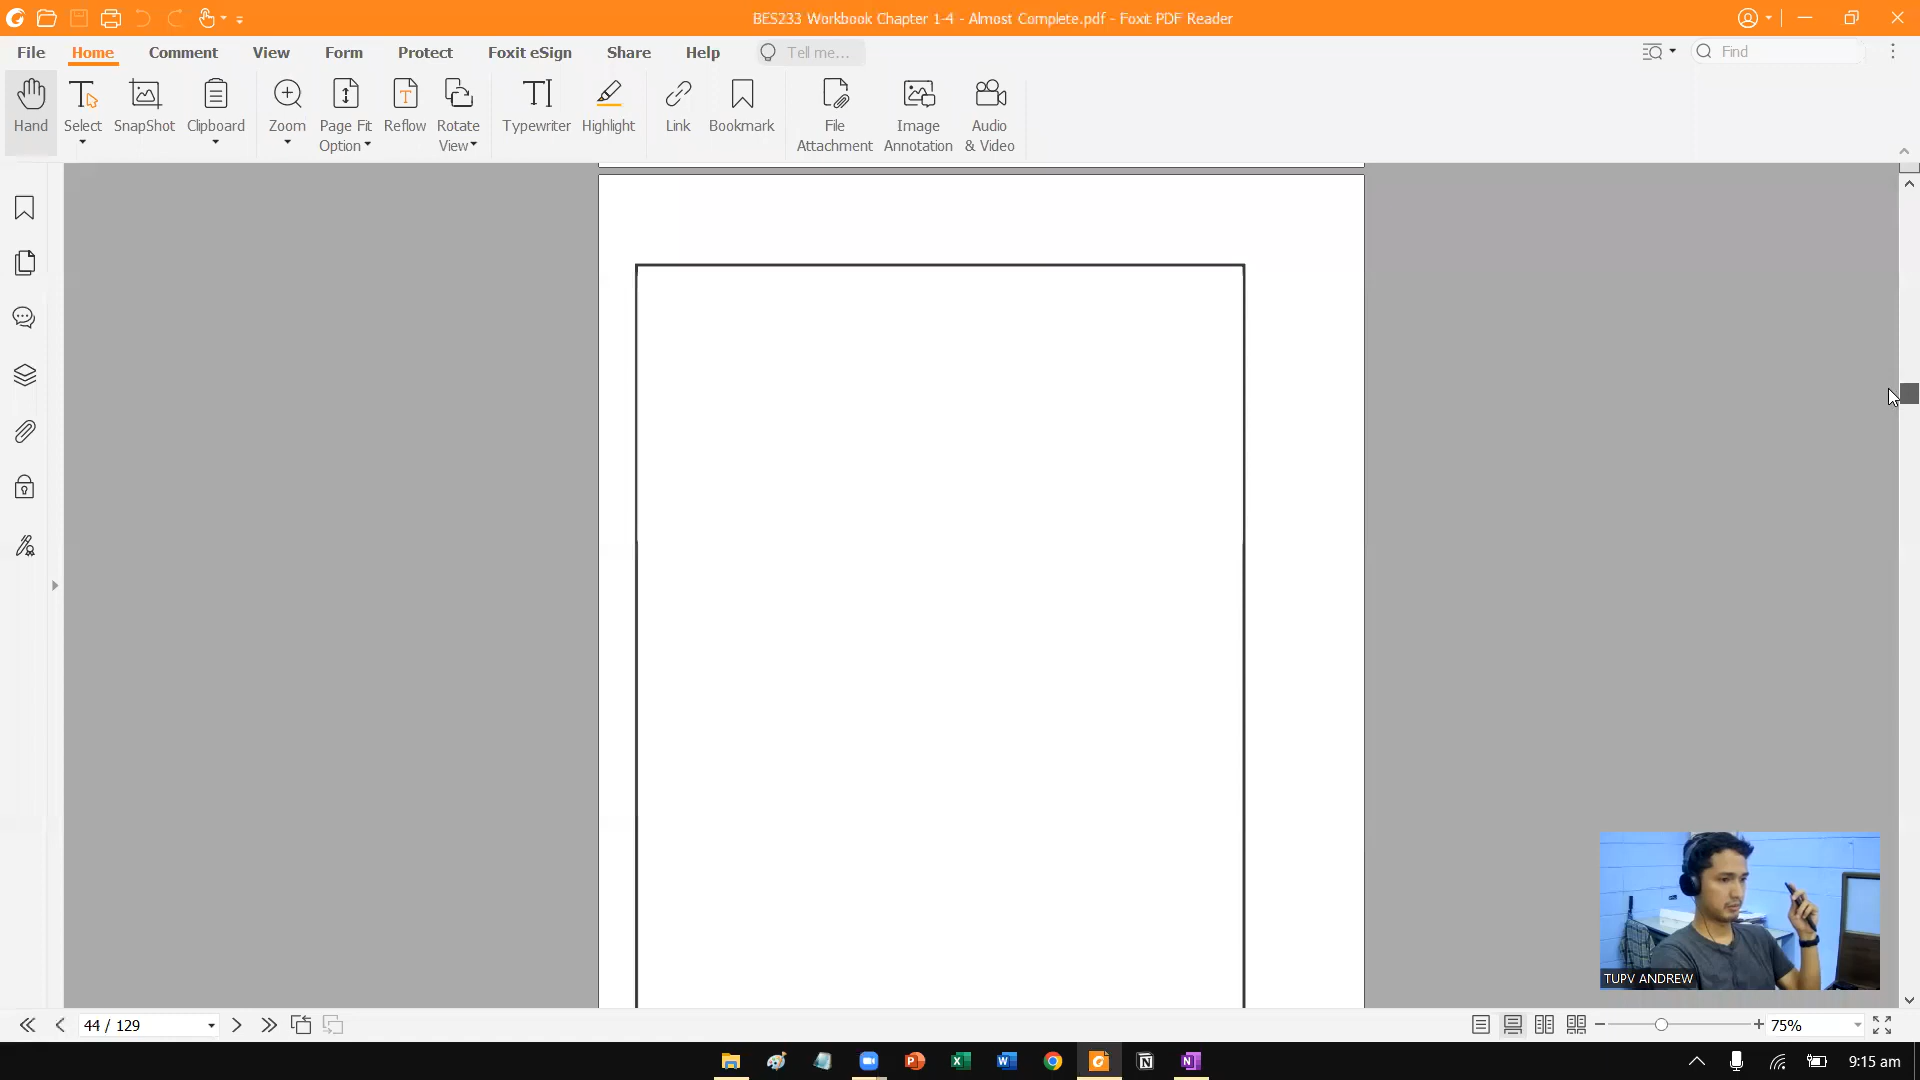 BES233 Workbook Chapter 1-4 - Almost Complete.pdf - Foxit PDF Reader
File Home Comment View Form Protect Foxit eSign Share Help Tell me... Find
Hand Select SnapShot Clipboard Zoom Page Fit Option Reflow Rotate View Typewriter Highlight Link Bookmark File Attachment Image Annotation Audio & Video
TUPV ANDREW
44 / 129 75%
9:15 am